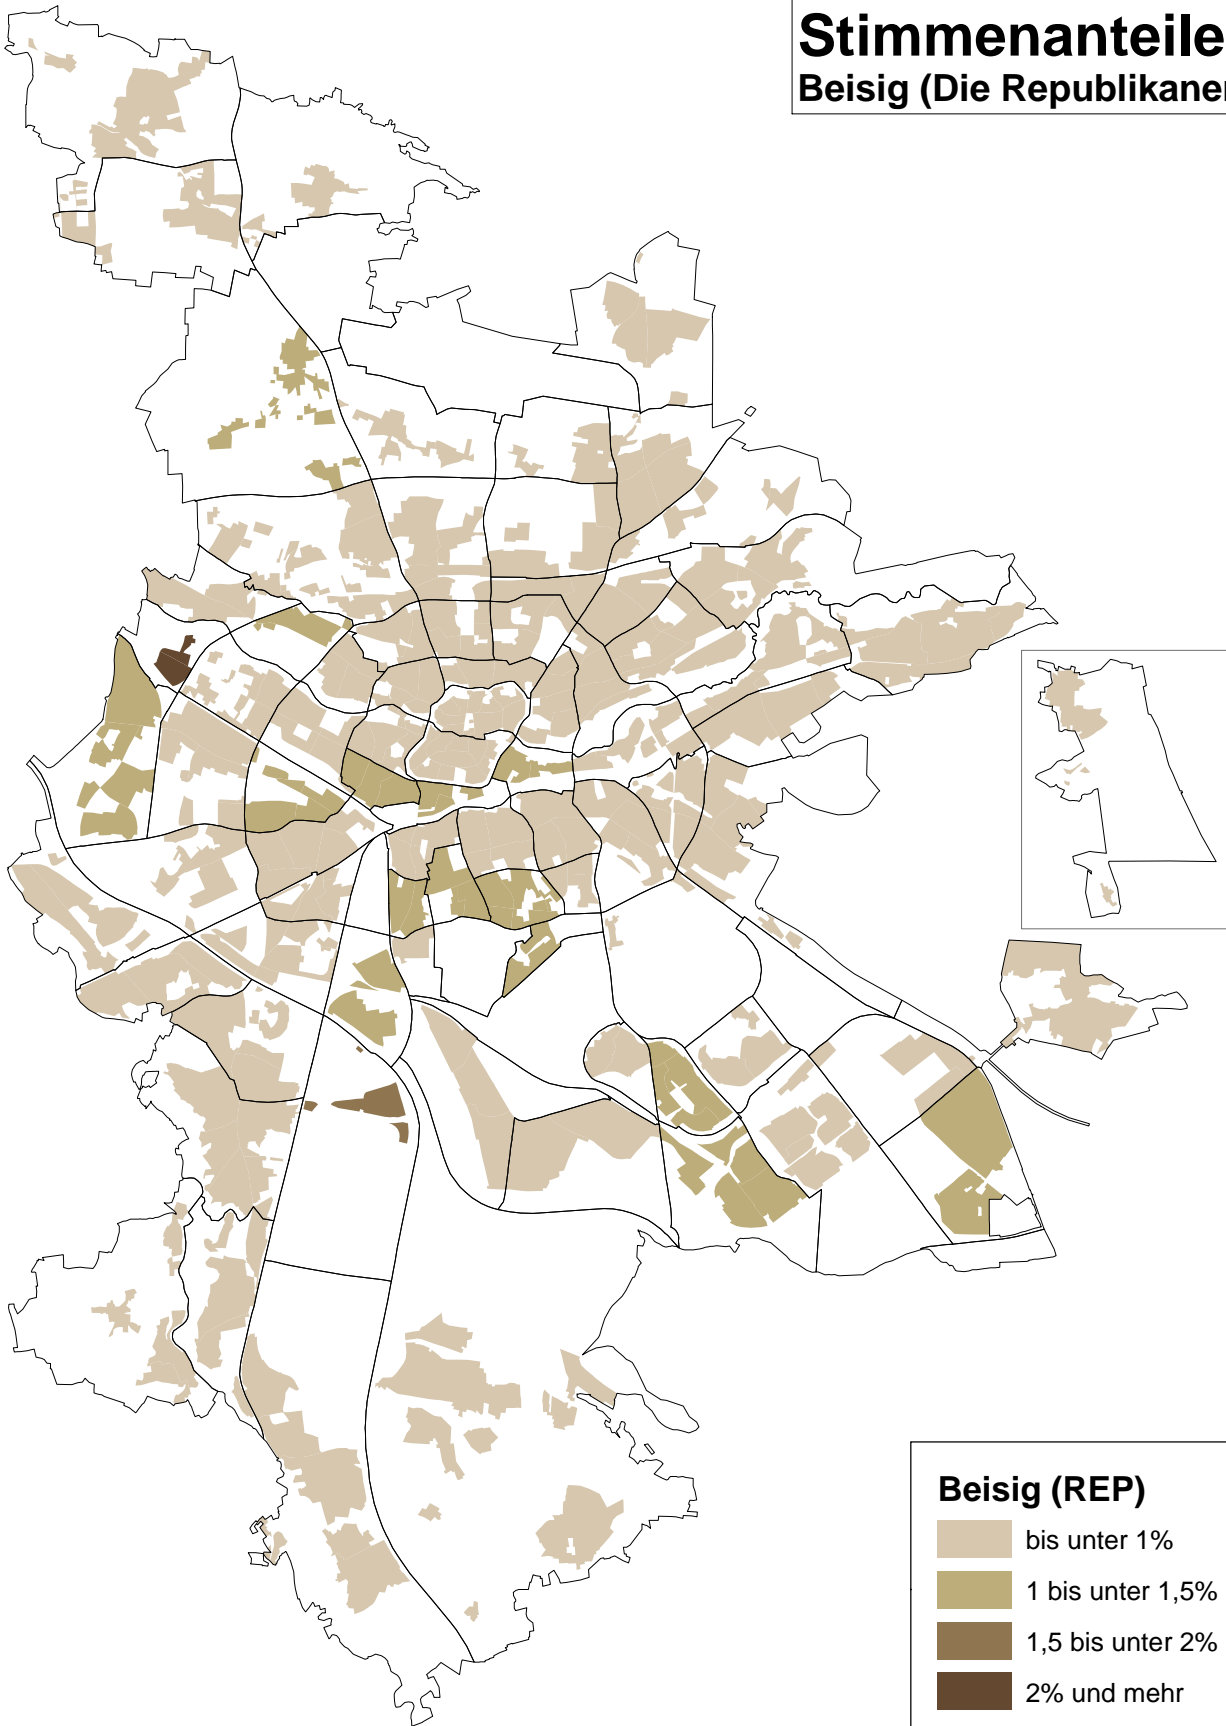 Stimmenanteile
Beisig (Die Republikaner
Beisig (REP)
bis unter 1%
1 bis unter 1,5%
1,5 bis unter 2%
2% und mehr